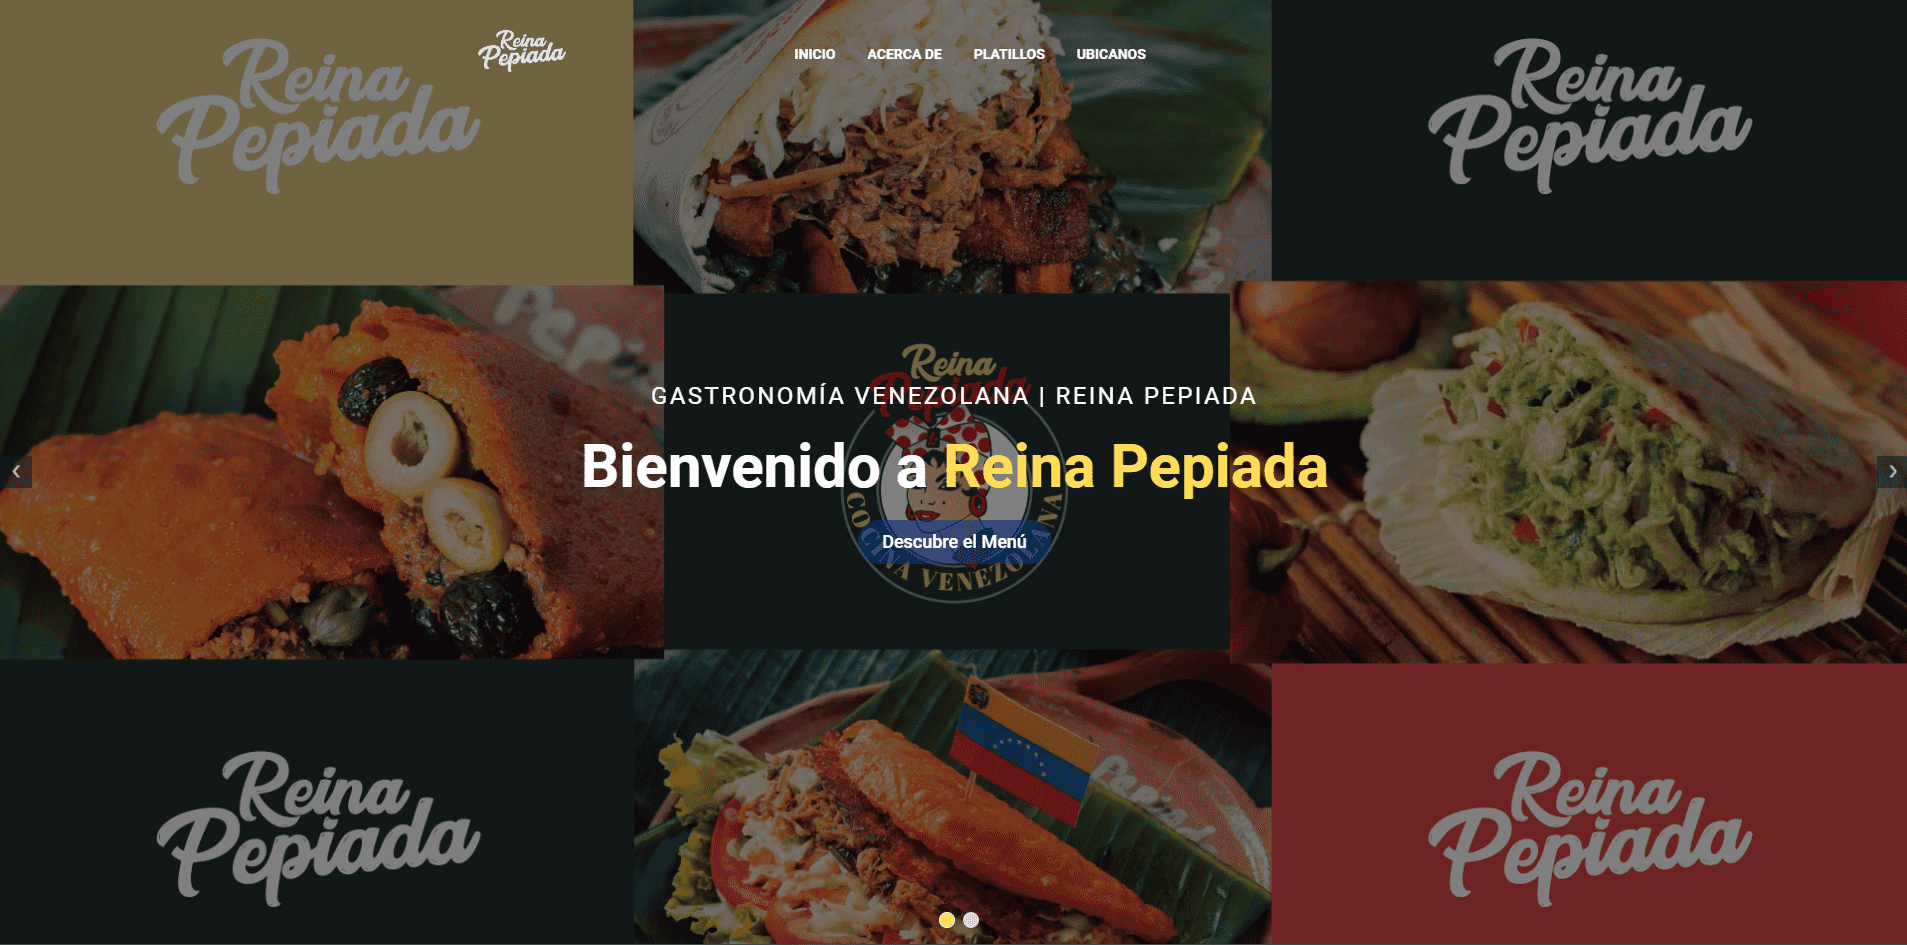 Reina
Pepiada
Reina
Pepiada
INICIO
ACERCA DE
PLATILLOS
UBICANOS
Reina
Pepiada
Reina
Pepiada
GASTRONOMÍA VENEZOLANA | REINA PEPIADA
Bienvenido a Reina Pepiada
Descubre el Menú
COCINA VENEZOLANA
Reina
Pepiada
Reina
Pepiada